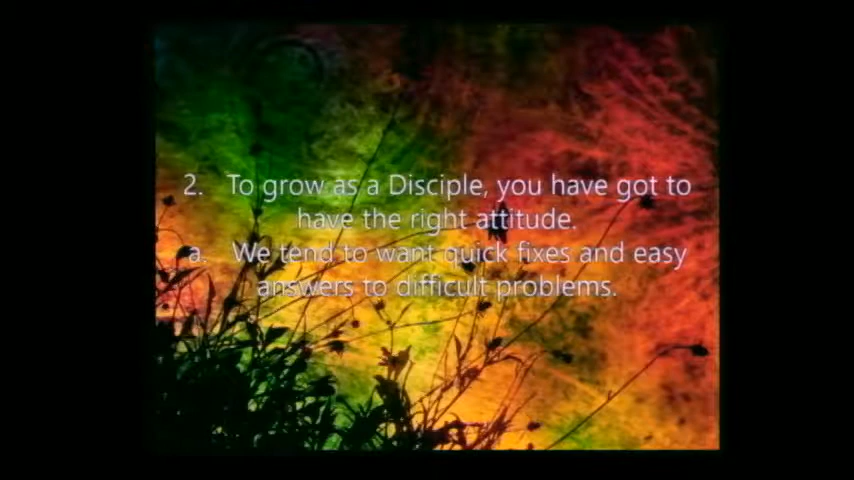 2. To grow as a Disciple, you have got to
have the right attitude.
a. We tend to want quick fixes and easy
answers to difficult problems.